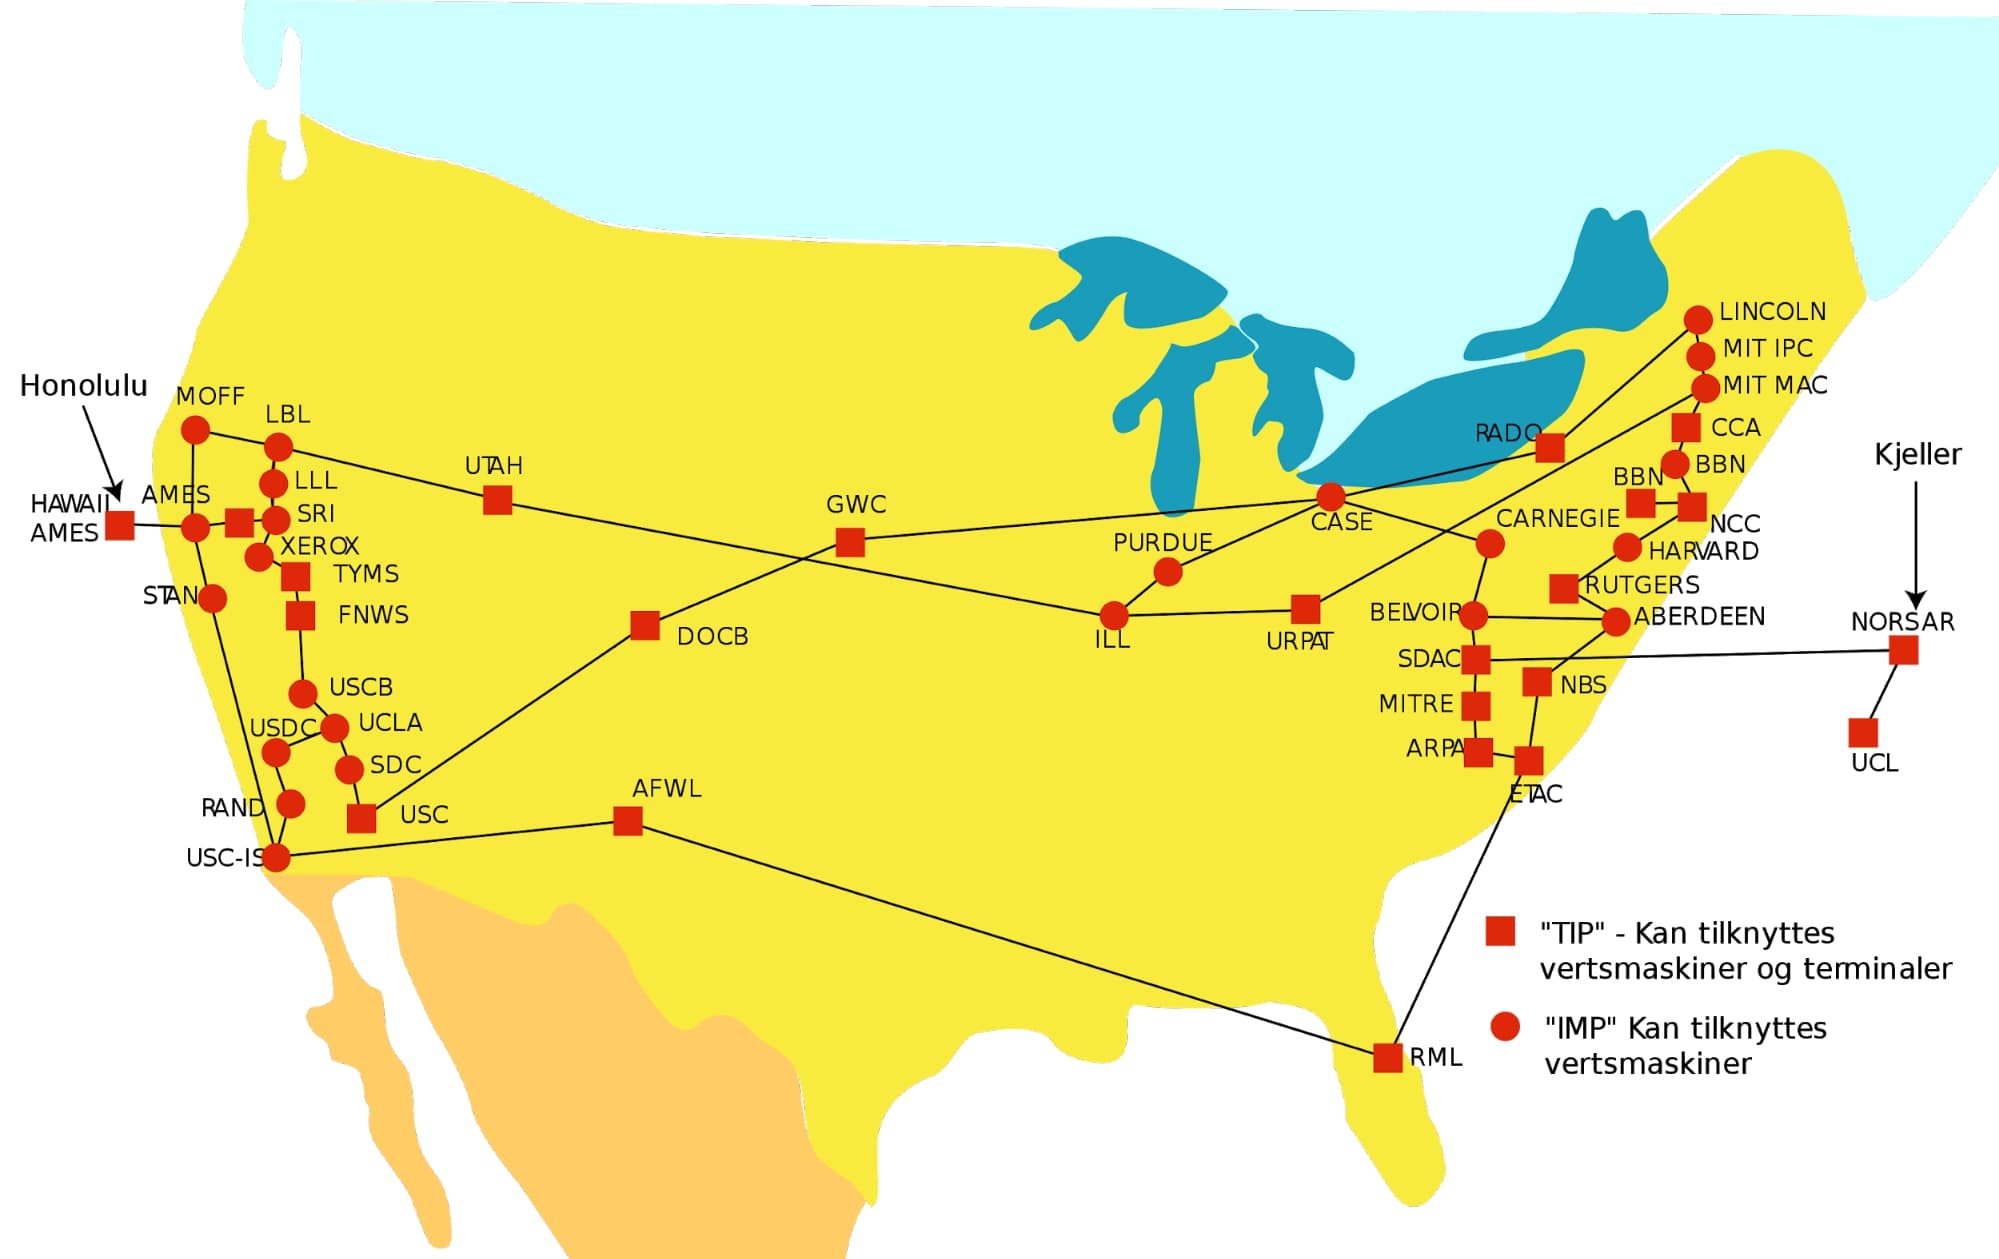 LINCOLN
MIT IPC
MIT MAC
Honolulu
MOFF
LBL
RADO
CCA
Kjeller
UTAH
BBN
LLL
BBN
HAWAII
AMES
AMES
GWC
SRI
CASE
CARNEGIE
NCC
PURDUE
XEROX
HARVARD
TYMS
STAN
RUTGERS
FNWS
BELVOIR
ABERDEEN
NORSAR
DOCB
ILL
URPAT
SDAC
USCB
NBS
MITRE
USDC
UCLA
ARPA
SDC
UCL
AFWL
ETAC
RAND
USC
USC-IS
"TIP" - Kan tilknyttes
vertsmaskiner og terminaler
"IMP" Kan tilknyttes
vertsmaskiner
RML